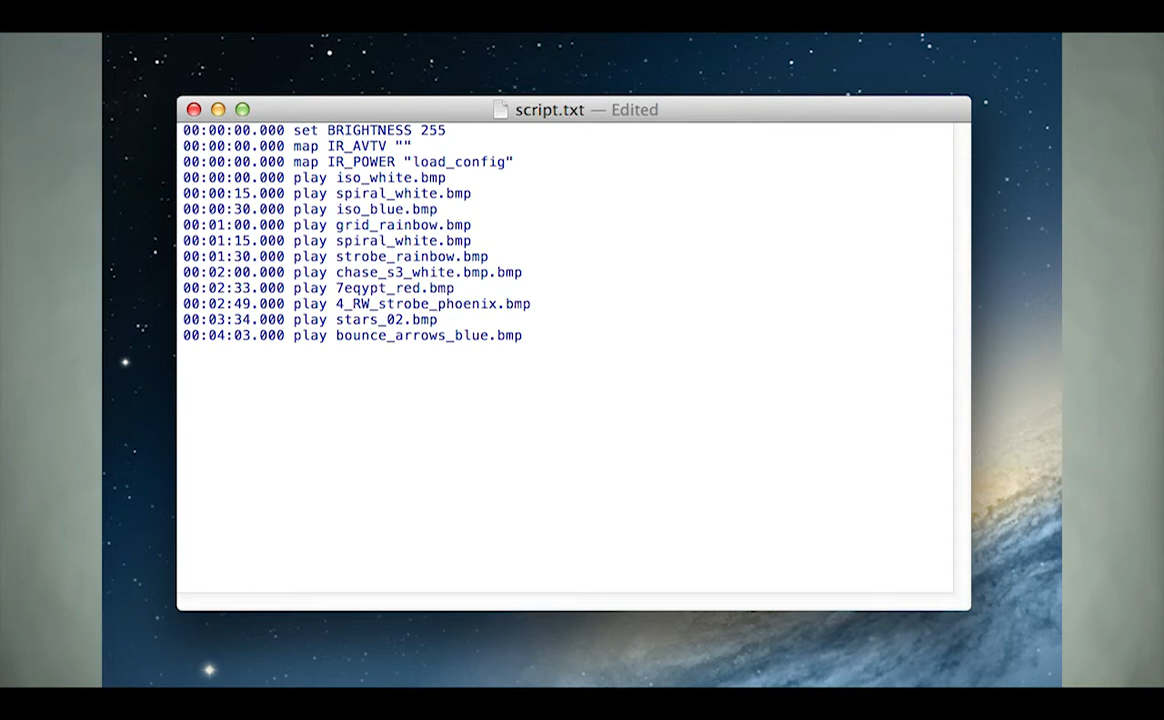 script.txt — Edited
00:00:00.000 set BRIGHTNESS 255
00:00:00.000 map IR_AVTV ""
00:00:00.000 map IR_POWER "load_config"
00:00:00.000 play iso_white.bmp
00:00:15.000 play spiral_white.bmp
00:00:30.000 play iso_blue.bmp
00:01:00.000 play grid_rainbow.bmp
00:01:15.000 play spiral_white.bmp
00:01:30.000 play strobe_rainbow.bmp
00:02:00.000 play chase_s3_white.bmp.bmp
00:02:33.000 play 7eqypt_red.bmp
00:02:49.000 play 4_RW_strobe_phoenix.bmp
00:03:34.000 play stars_02.bmp
00:04:03.000 play bounce_arrows_blue.bmp